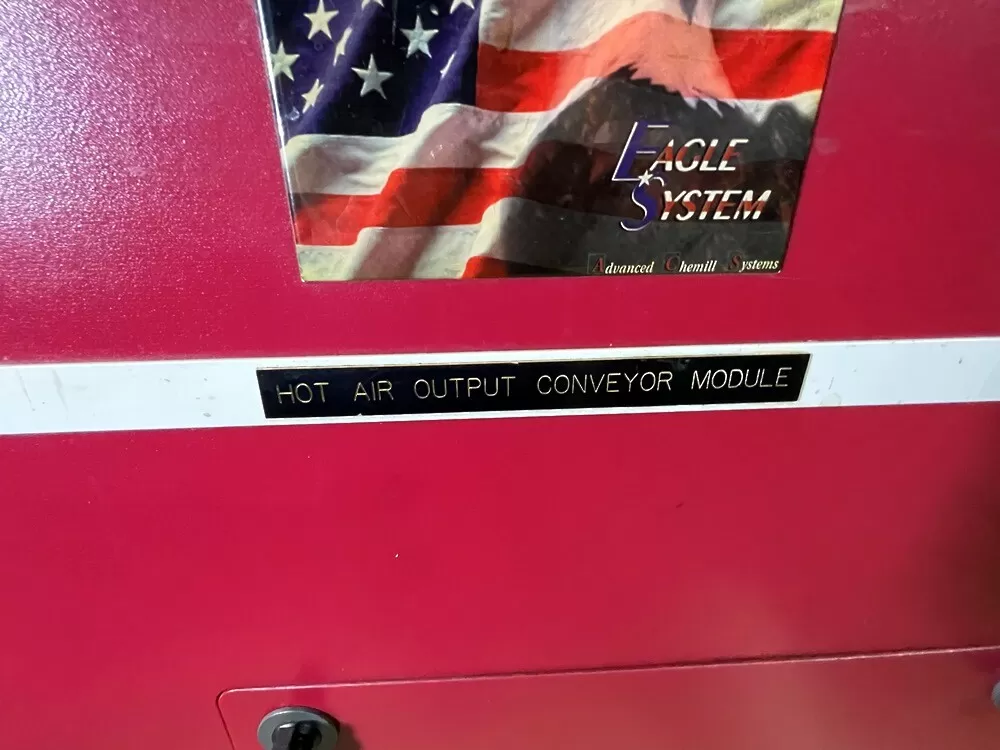 EAGLE
SYSTEM
Advanced Chemill Systems
HOT AIR OUTPUT CONVEYOR MODULE